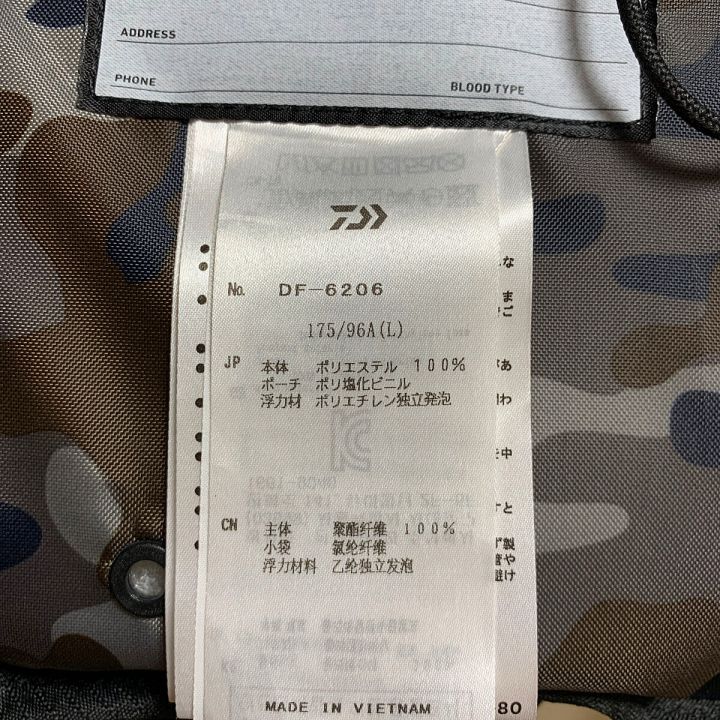 ADDRESS
PHONE
BLOOD TYPE
No. DF-6206
175/96A(L)
JP 本体 ポリエステル 100%
ポーチ ポリ塩化ビニル
浮力材 ポリエチレン独立発泡
CN 主体 聚酯纤维 100%
小袋 氯纶纤维
浮力材料 乙纶独立发泡
MADE IN VIETNAM
80